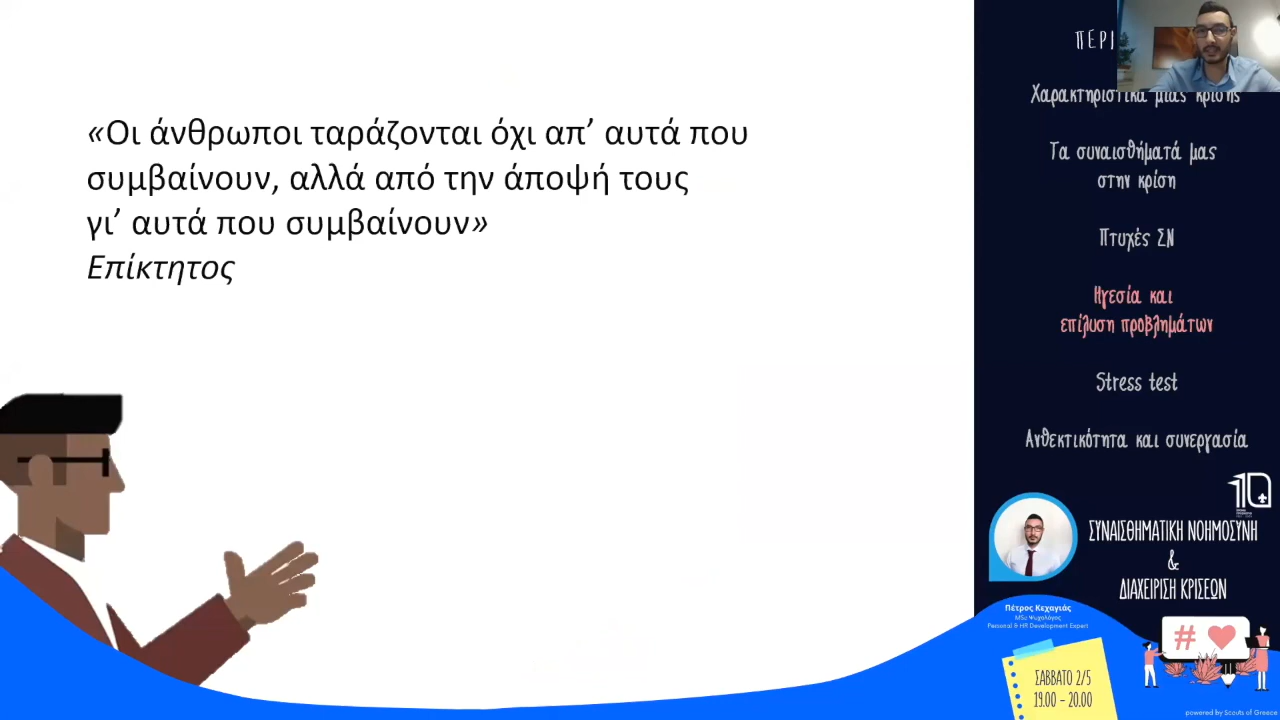 «Οι άνθρωποι ταράζονται όχι απ’ αυτά που
συμβαίνουν, αλλά από την άποψή τους
γι’ αυτά που συμβαίνουν»
Επίκτητος
ΠΕΡΙ
Χαρακτηριστικά μιας κρίσης
Τα συναισθήματά μας
στην κρίση
Πτυχές ΣΝ
Ηγεσία και
επίλυση προβλημάτων
Stress test
Ανθεκτικότητα και συνεργασία
110
ΣΥΝΑΙΣΘΗΜΑΤΙΚΗ ΝΟΗΜΟΣΥΝΗ
&
ΔΙΑΧΕΙΡΙΣΗ ΚΡΙΣΕΩΝ
Πέτρος Κεχαγιάς
MSc Ψυχολόγος
Personal & HR Development Expert
#
ΣΑΒΒΑΤΟ 2/5
19.00 – 20.00
powered by Scouts of Greece